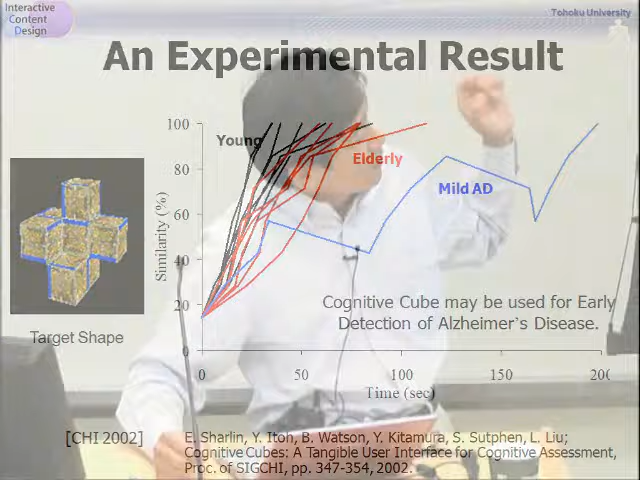 Interactive
Content
Design
Tohoku University
An Experimental Result
100
80
60
40
20
0
Similarity (%)
Young
Elderly
Mild AD
Cognitive Cube may be used for Early
Detection of Alzheimer's Disease.
0
50
100
150
Time (sec)
Target Shape
[CHI 2002]
E. Sharlin, Y. Itoh, B. Watson, Y. Kitamura, S. Sutphen, L. Liu;
Cognitive Cubes: A Tangible User Interface for Cognitive Assessment,
Proc. of SIGCHI, pp. 347-354, 2002.